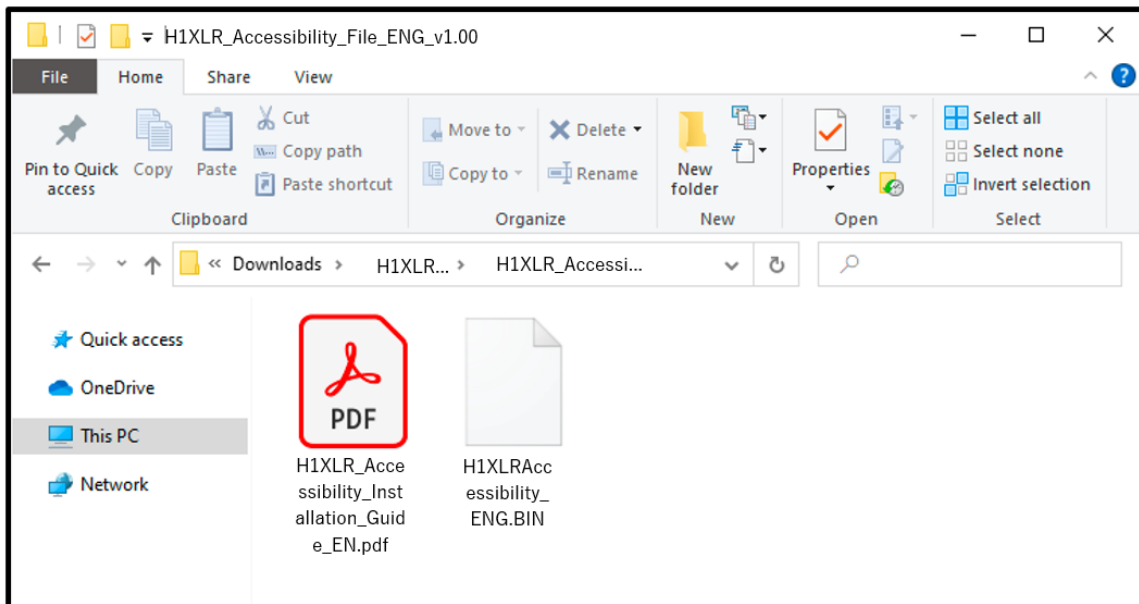 H1XLR_Accessibility_File_ENG_v1.00
File Home Share View
Pin to Quick access
Copy
Paste
Cut
Copy path
Paste shortcut
Clipboard
Move to
Copy to
Delete
Rename
Organize
New folder
New
Properties
Open
Select all
Select none
Invert selection
Select
« Downloads › H1XLR... › H1XLR_Accessi...
Quick access
OneDrive
This PC
Network
PDF
H1XLR_Acce
ssibility_Inst
allation_Guid
e_EN.pdf
H1XLRAcc
essibility_
ENG.BIN